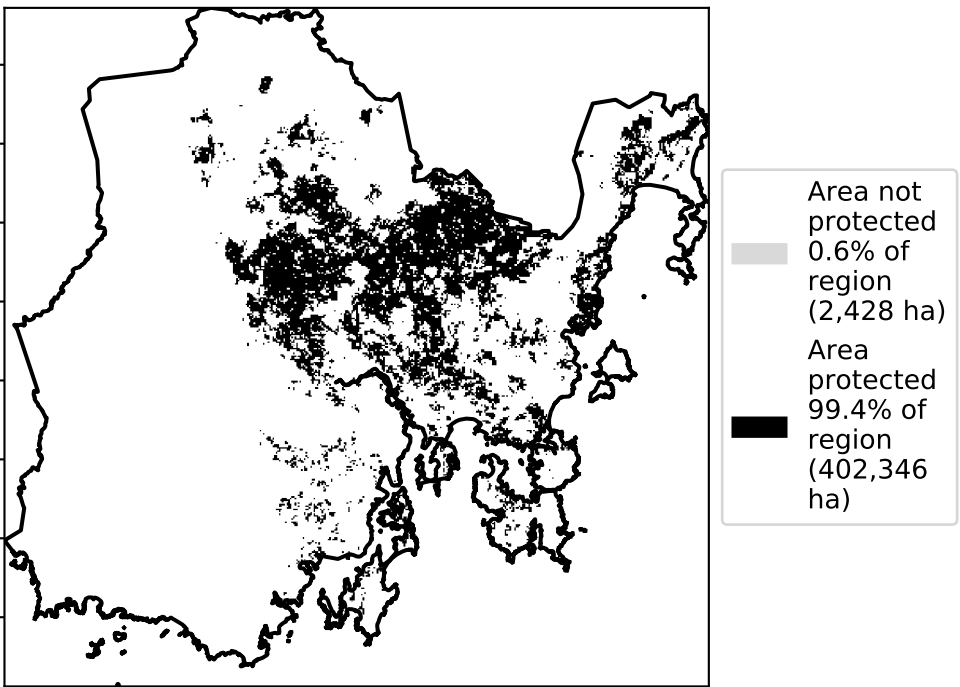 Area not
protected
0.6% of
region
(2,428 ha)
Area
protected
99.4% of
region
(402,346
ha)